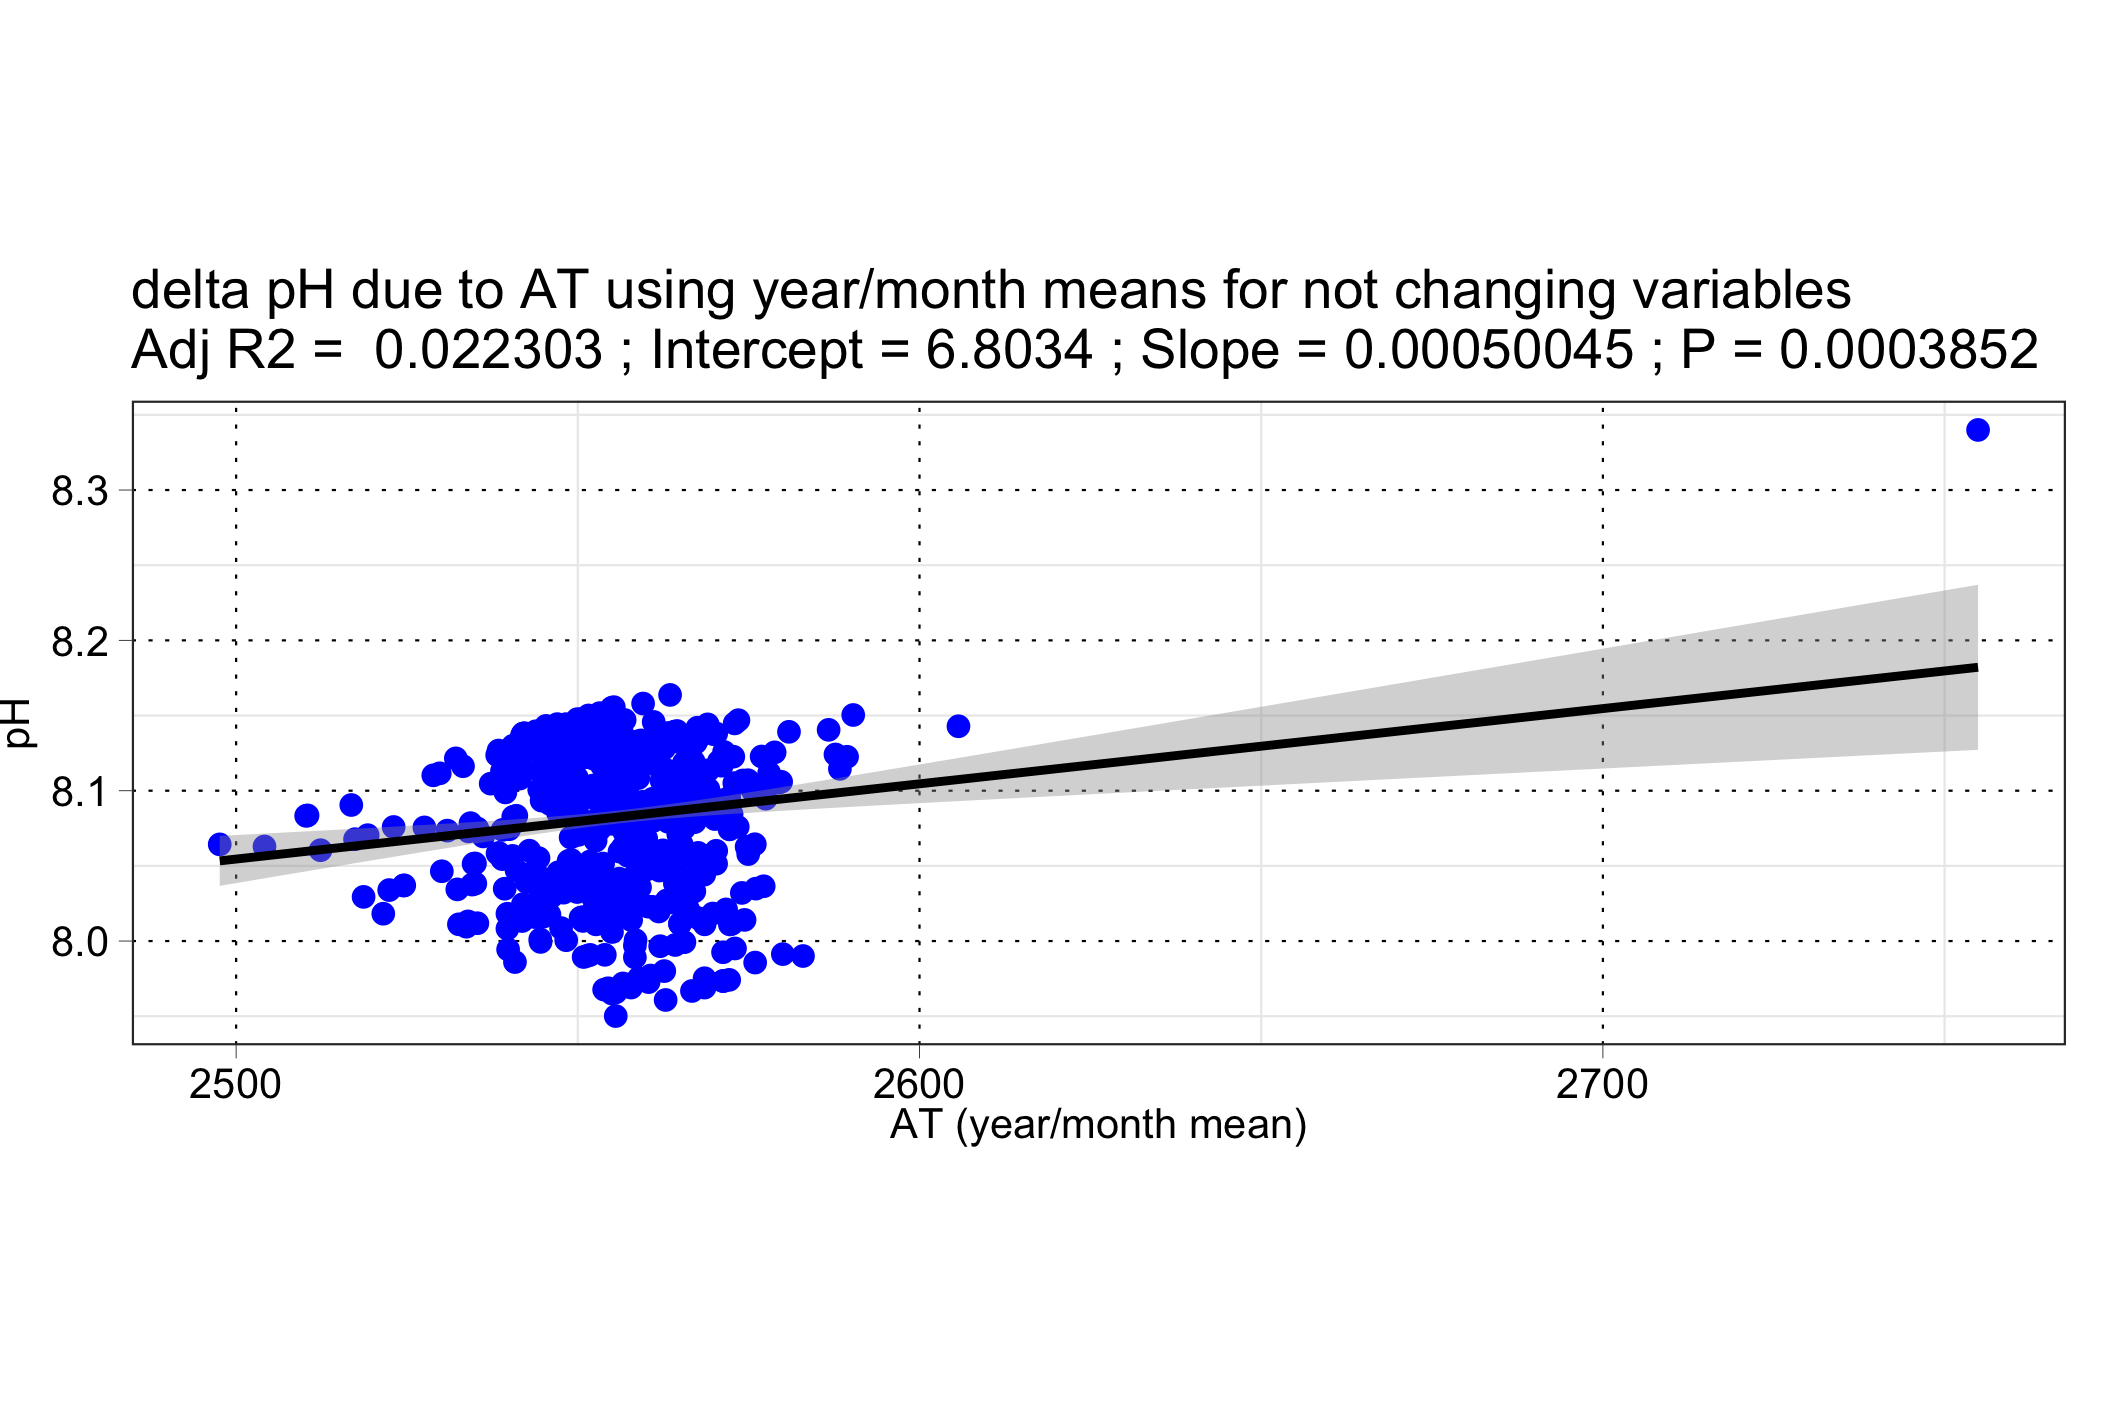 delta pH due to AT using year/month means for not changing variables
Adj R2 =  0.022303 ; Intercept = 6.8034 ; Slope = 0.00050045 ; P = 0.0003852
8.3
8.2
8.1
8.0
pH
2500 2600 2700
AT (year/month mean)